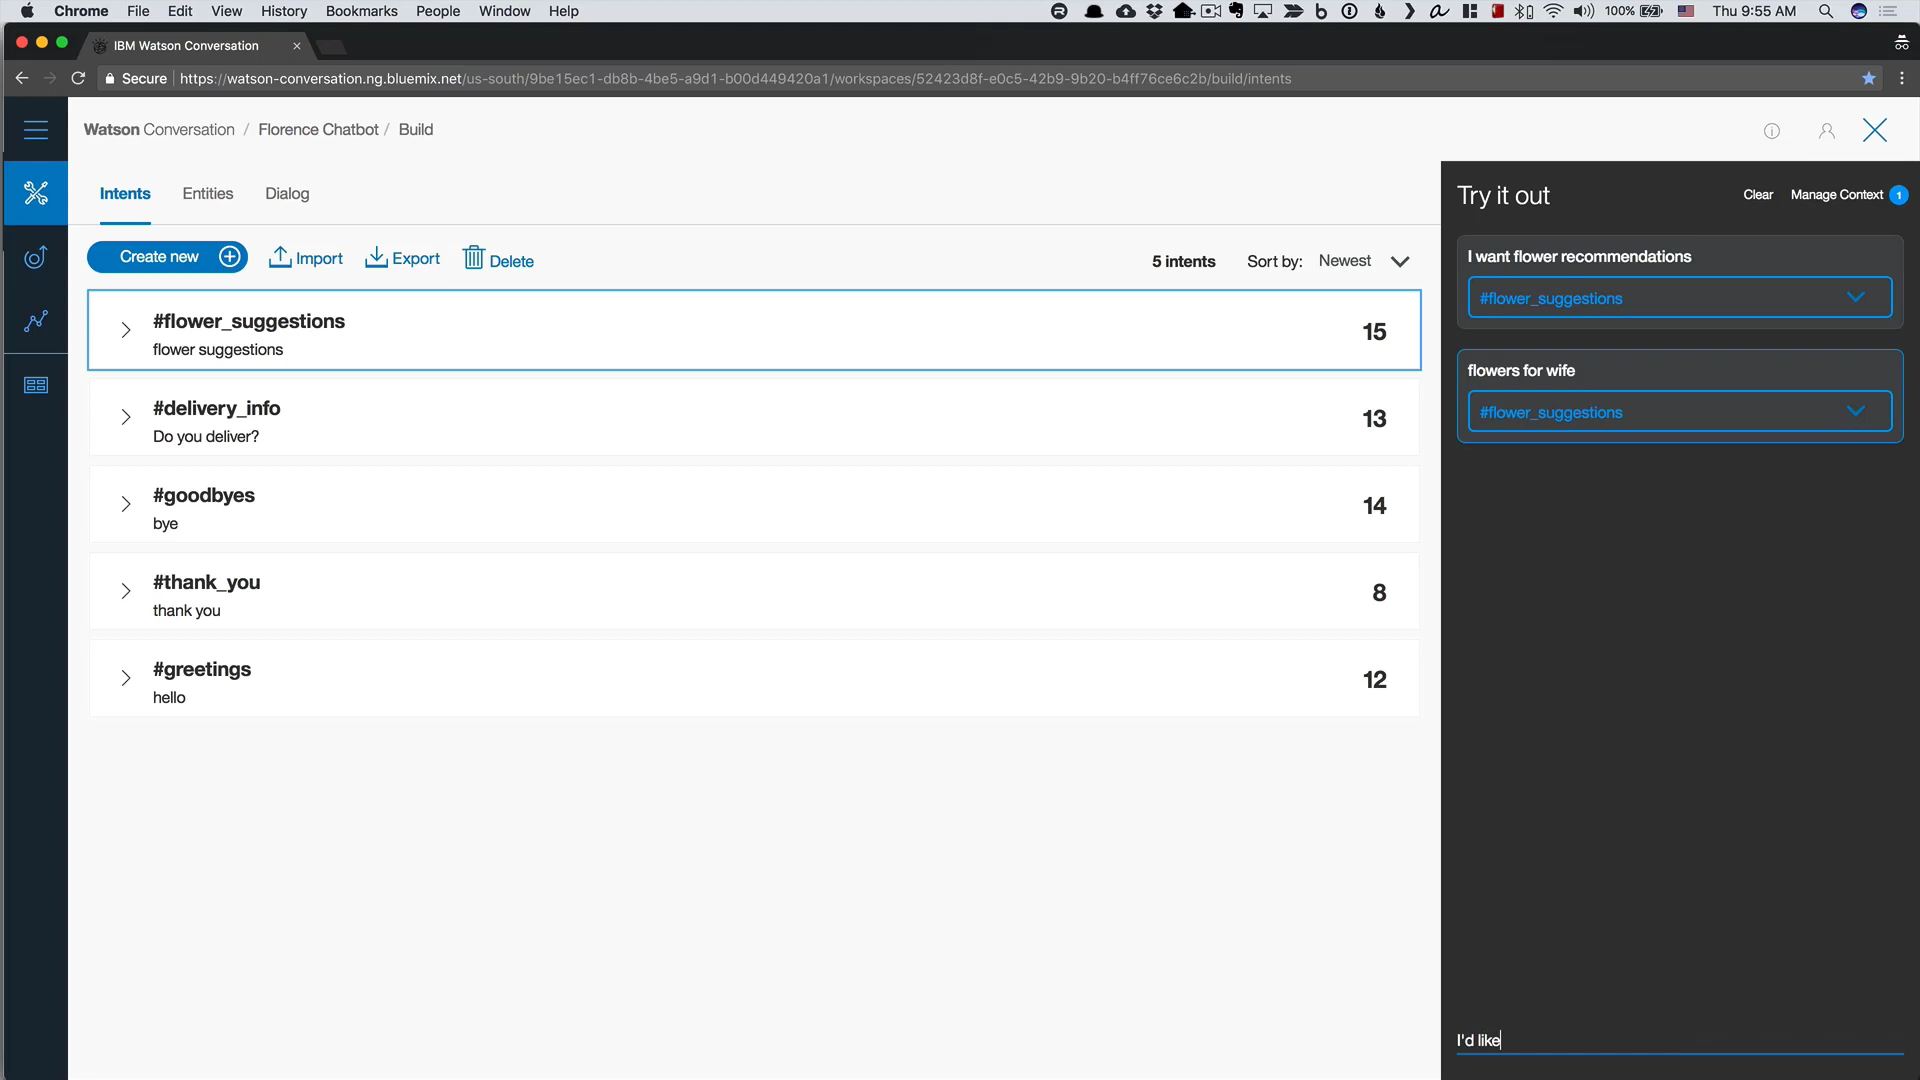 Chrome File Edit View History Bookmarks People Window Help 100% Thu 9:55 AM
IBM Watson Conversation
Secure https://watson-conversation.ng.bluemix.net/us-south/9be15ec1-db8b-4be5-a9d1-b00d449420a1/workspaces/52423d8f-e0c5-42b9-9b20-b4ff76ce6c2b/build/intents
Watson Conversation / Florence Chatbot / Build
Intents Entities Dialog
Create new Import Export Delete 5 intents Sort by: Newest
#flower_suggestions 15
flower suggestions
#delivery_info 13
Do you deliver?
#goodbyes 14
bye
#thank_you 8
thank you
#greetings 12
hello
Try it out Clear Manage Context 1
I want flower recommendations
#flower_suggestions
flowers for wife
#flower_suggestions
I'd like